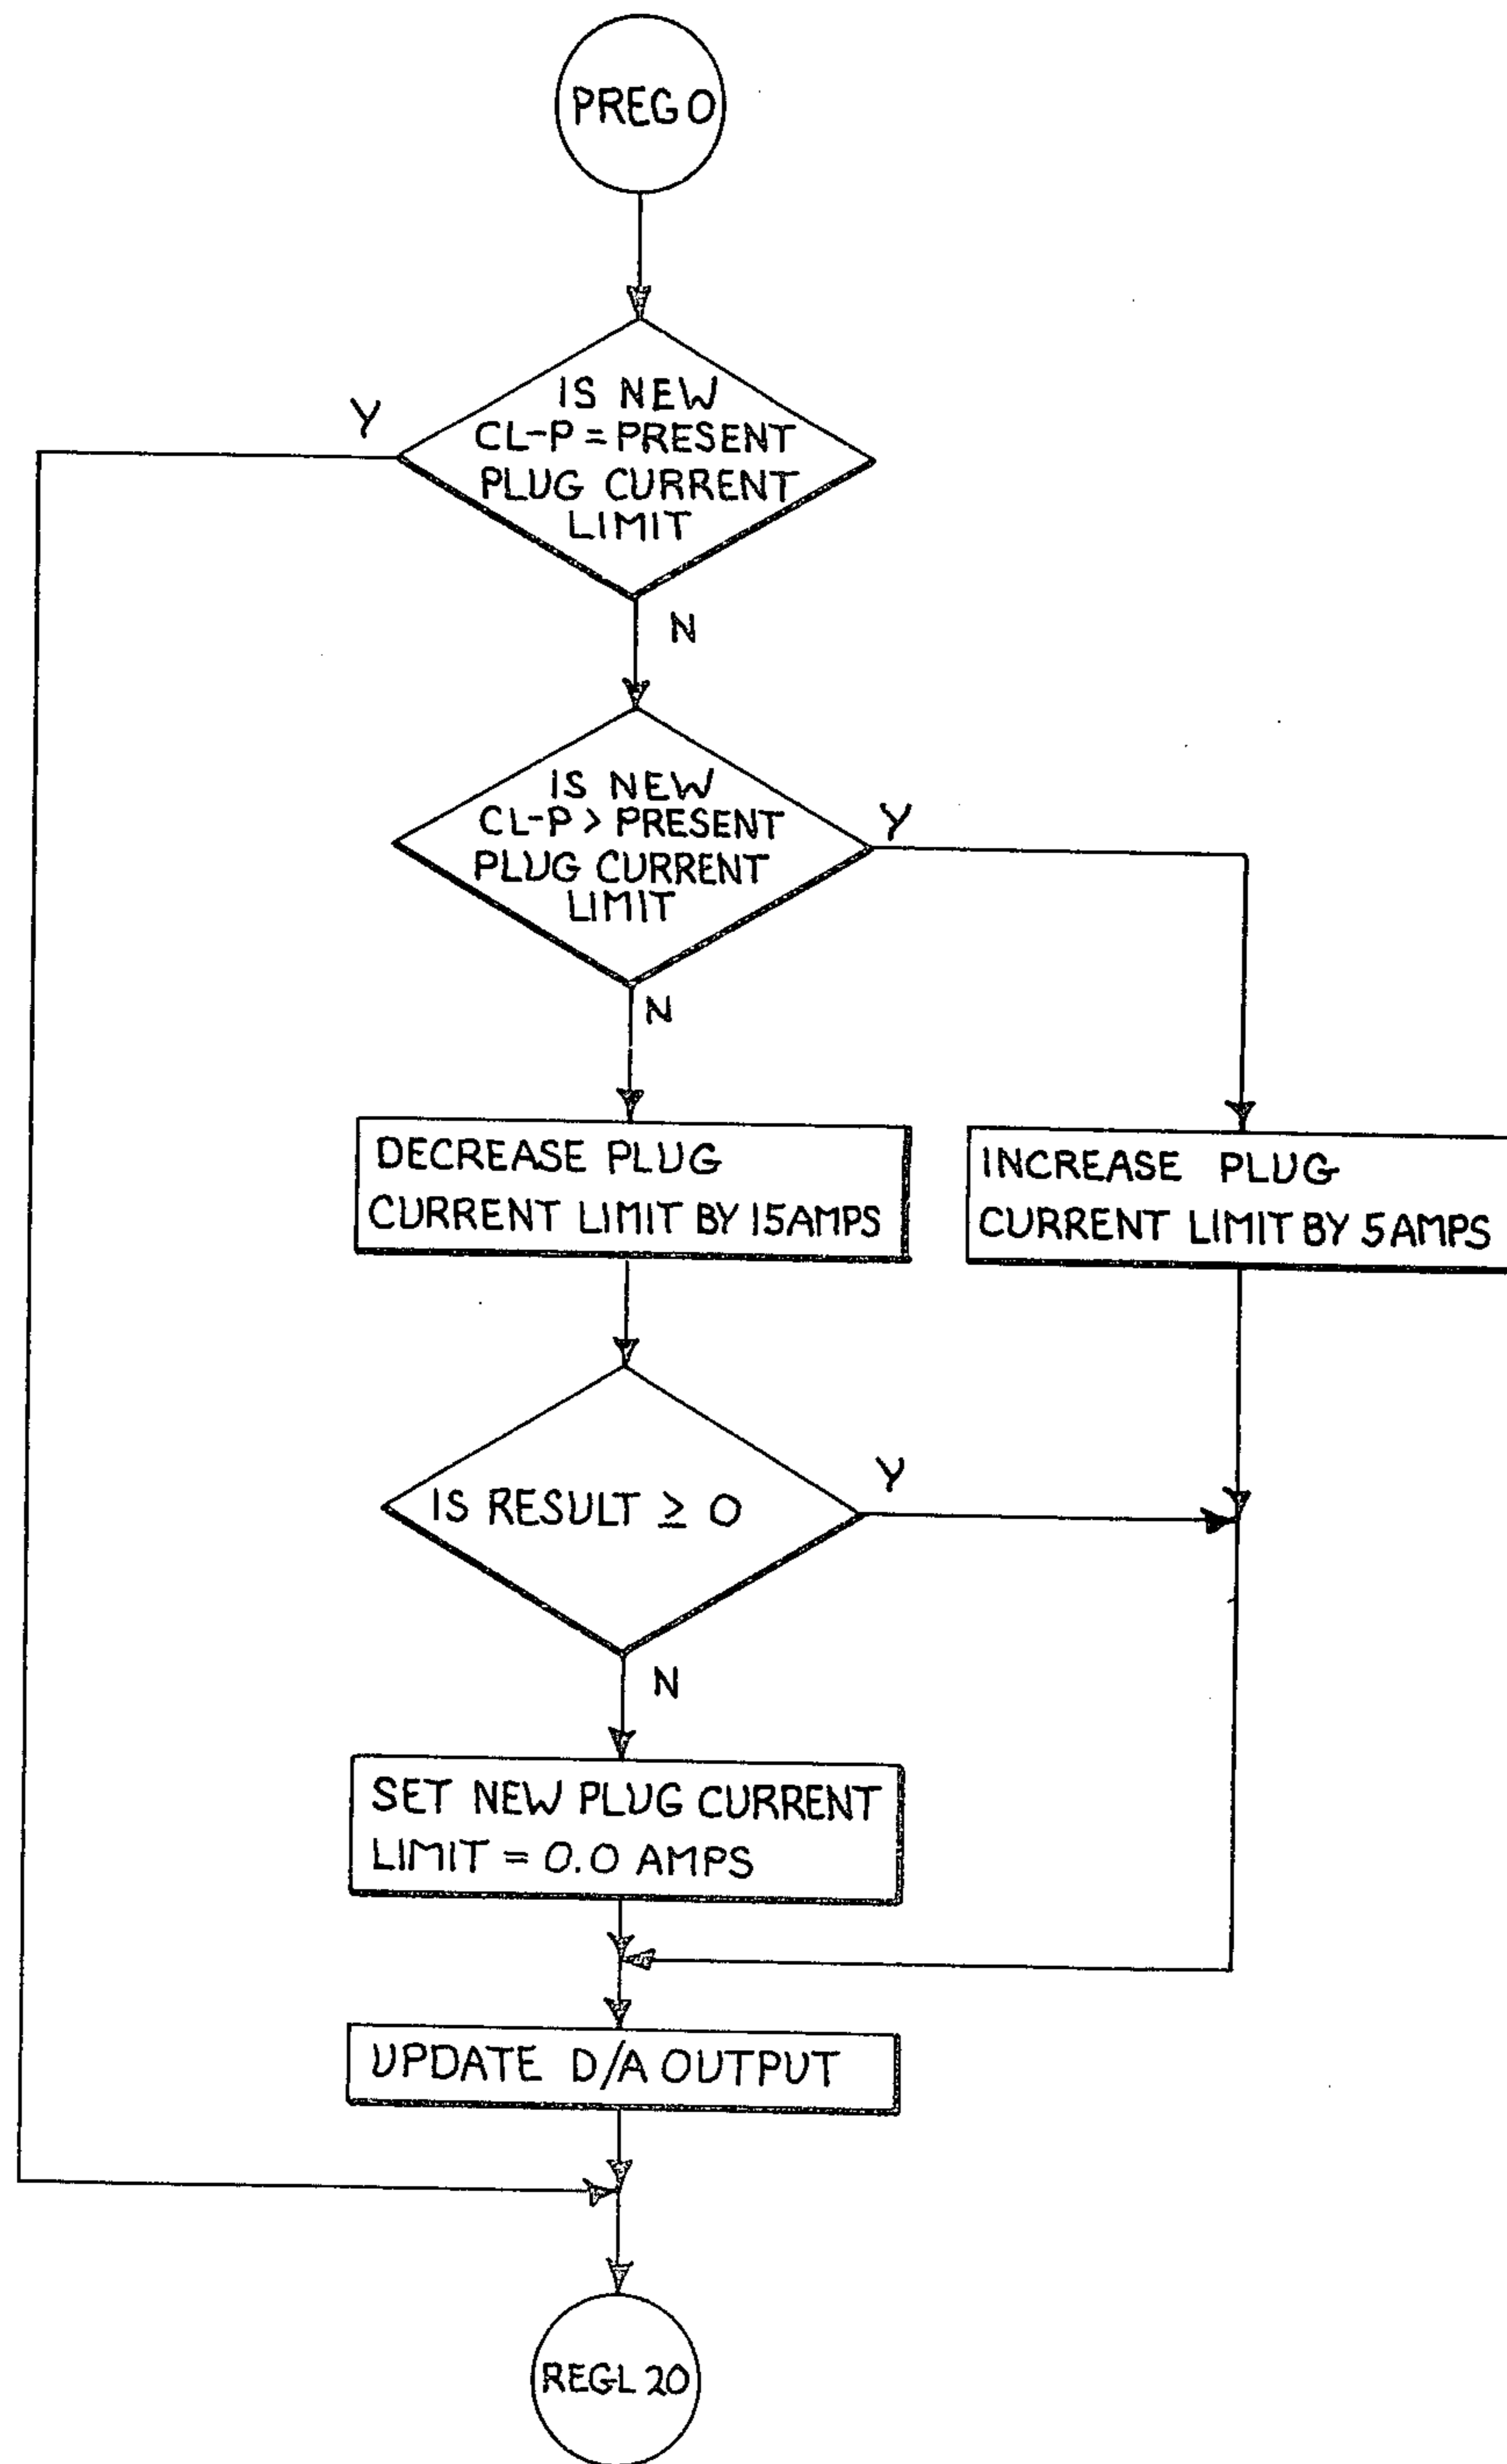 PREG 0
IS NEW
CL-P = PRESENT
PLUG CURRENT
LIMIT
Y
N
IS NEW
CL-P > PRESENT
PLUG CURRENT
LIMIT
Y
N
DECREASE PLUG
CURRENT LIMIT BY 15AMPS
INCREASE PLUG
CURRENT LIMIT BY 5AMPS
IS RESULT ≥ 0
Y
N
SET NEW PLUG CURRENT
LIMIT = 0.0 AMPS
UPDATE D/A OUTPUT
REGL 20